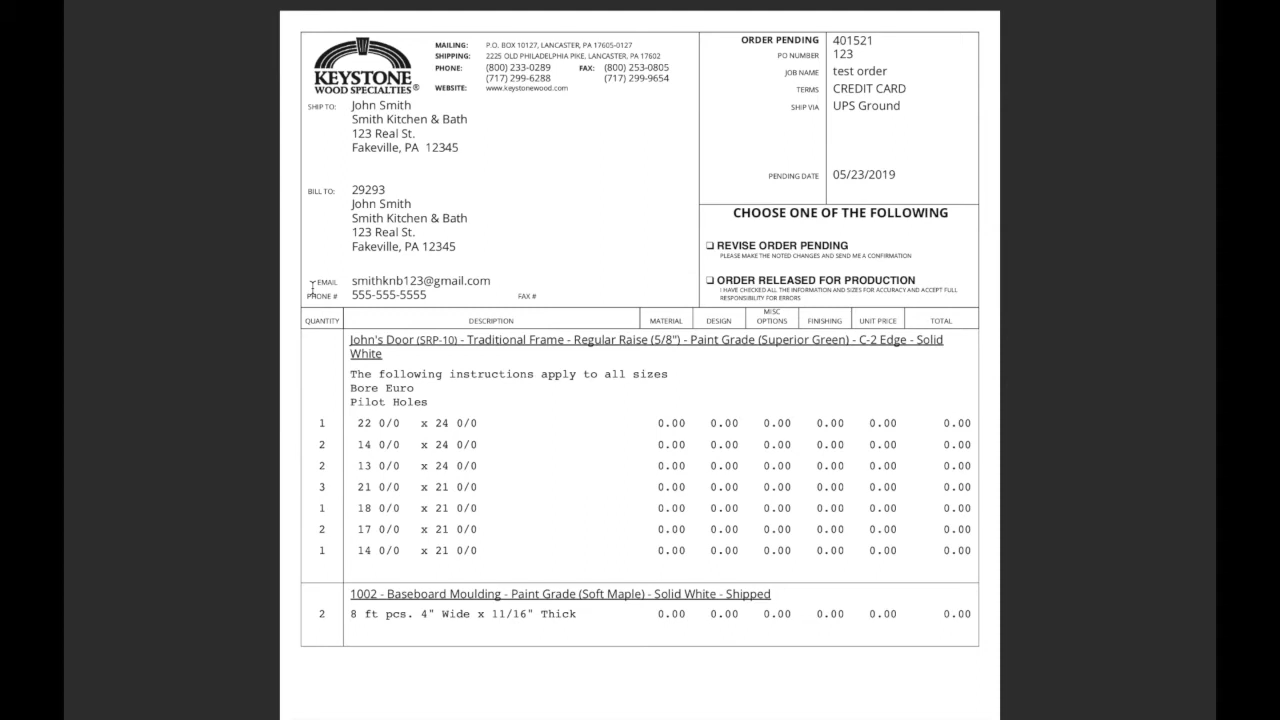 KEYSTONE
WOOD SPECIALTIES®
MAILING: P.O. BOX 10127, LANCASTER, PA 17605-0127
SHIPPING: 2225 OLD PHILADELPHIA PIKE, LANCASTER, PA 17602
PHONE: (800) 233-0289 FAX: (800) 253-0805
(717) 299-6288 (717) 299-9654
WEBSITE: www.keystonewood.com
ORDER PENDING 401521
PO NUMBER 123
JOB NAME test order
TERMS CREDIT CARD
SHIP VIA UPS Ground
PENDING DATE 05/23/2019
SHIP TO: John Smith
Smith Kitchen & Bath
123 Real St.
Fakeville, PA 12345
BILL TO: 29293
John Smith
Smith Kitchen & Bath
123 Real St.
Fakeville, PA 12345
EMAIL smithknb123@gmail.com
PHONE # 555-555-5555 FAX #
CHOOSE ONE OF THE FOLLOWING
❑ REVISE ORDER PENDING
PLEASE MAKE THE NOTED CHANGES AND SEND ME A CONFIRMATION
❑ ORDER RELEASED FOR PRODUCTION
I HAVE CHECKED ALL THE INFORMATION AND SIZES FOR ACCURACY AND ACCEPT FULL
RESPONSIBILITY FOR ERRORS
QUANTITY DESCRIPTION MATERIAL DESIGN MISC OPTIONS FINISHING UNIT PRICE TOTAL
John's Door (SRP-10) - Traditional Frame - Regular Raise (5/8") - Paint Grade (Superior Green) - C-2 Edge - Solid
White
The following instructions apply to all sizes
Bore Euro
Pilot Holes
1 22 0/0 x 24 0/0 0.00 0.00 0.00 0.00 0.00 0.00
2 14 0/0 x 24 0/0 0.00 0.00 0.00 0.00 0.00 0.00
2 13 0/0 x 24 0/0 0.00 0.00 0.00 0.00 0.00 0.00
3 21 0/0 x 21 0/0 0.00 0.00 0.00 0.00 0.00 0.00
1 18 0/0 x 21 0/0 0.00 0.00 0.00 0.00 0.00 0.00
2 17 0/0 x 21 0/0 0.00 0.00 0.00 0.00 0.00 0.00
1 14 0/0 x 21 0/0 0.00 0.00 0.00 0.00 0.00 0.00
1002 - Baseboard Moulding - Paint Grade (Soft Maple) - Solid White - Shipped
2 8 ft pcs. 4" Wide x 11/16" Thick 0.00 0.00 0.00 0.00 0.00 0.00